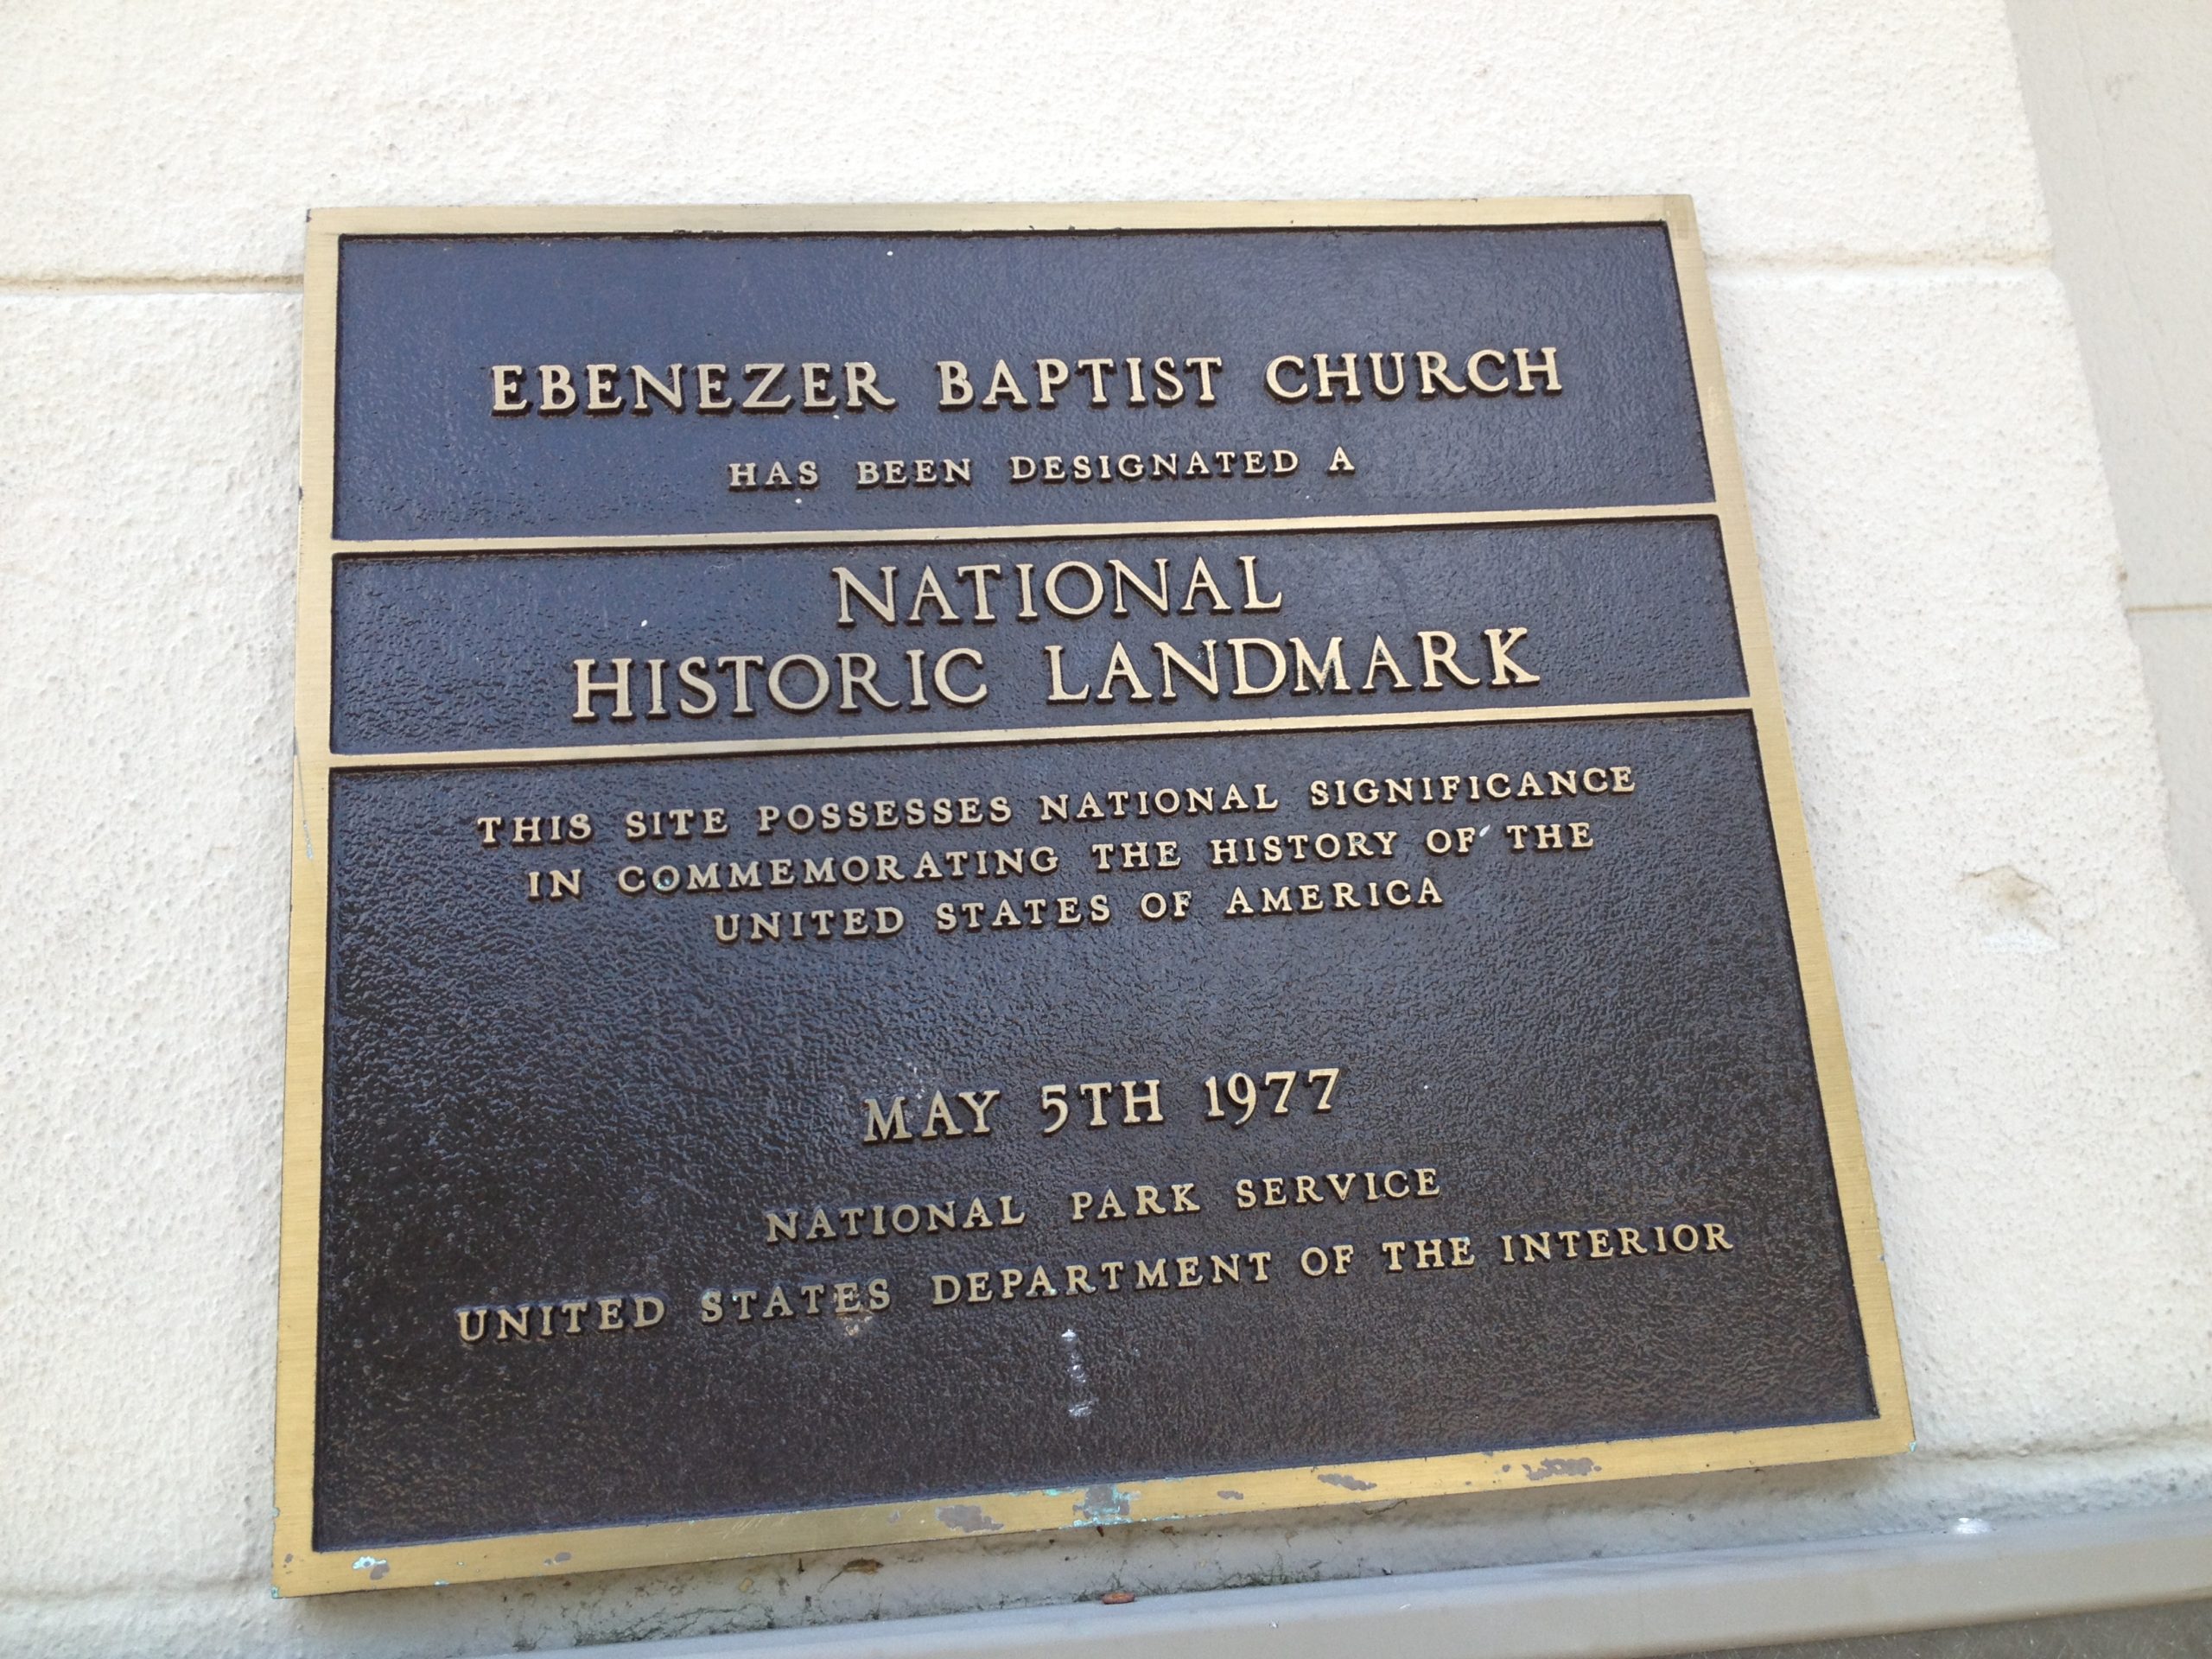 EBENEZER BAPTIST CHURCH
HAS BEEN DESIGNATED A
NATIONAL
HISTORIC LANDMARK
THIS SITE POSSESSES NATIONAL SIGNIFICANCE
IN COMMEMORATING THE HISTORY OF THE
UNITED STATES OF AMERICA
MAY 5TH 1977
NATIONAL PARK SERVICE
UNITED STATES DEPARTMENT OF THE INTERIOR